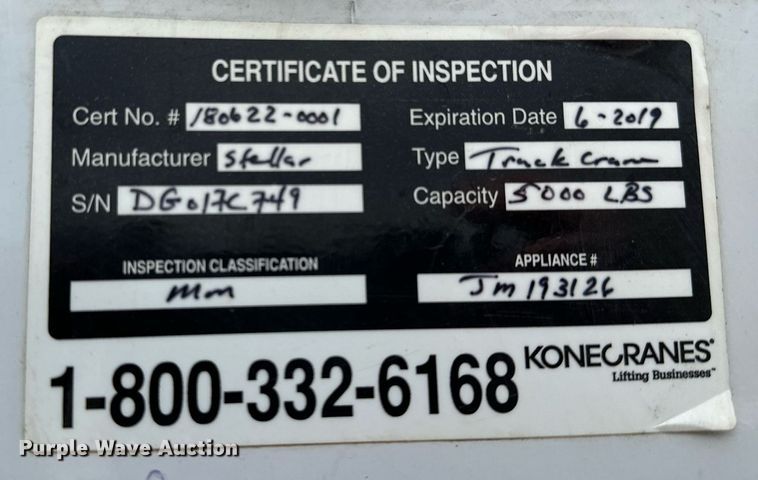 CERTIFICATE OF INSPECTION
Cert No. # 180622-0001 Expiration Date 6-2019
Manufacturer Stellar Type Truck Crane
S/N DG017C749 Capacity 5000 LBS
INSPECTION CLASSIFICATION APPLIANCE #
mm JM193126
1-800-332-6168 KONECRANES®
Lifting Businesses™
Purple Wave Auction